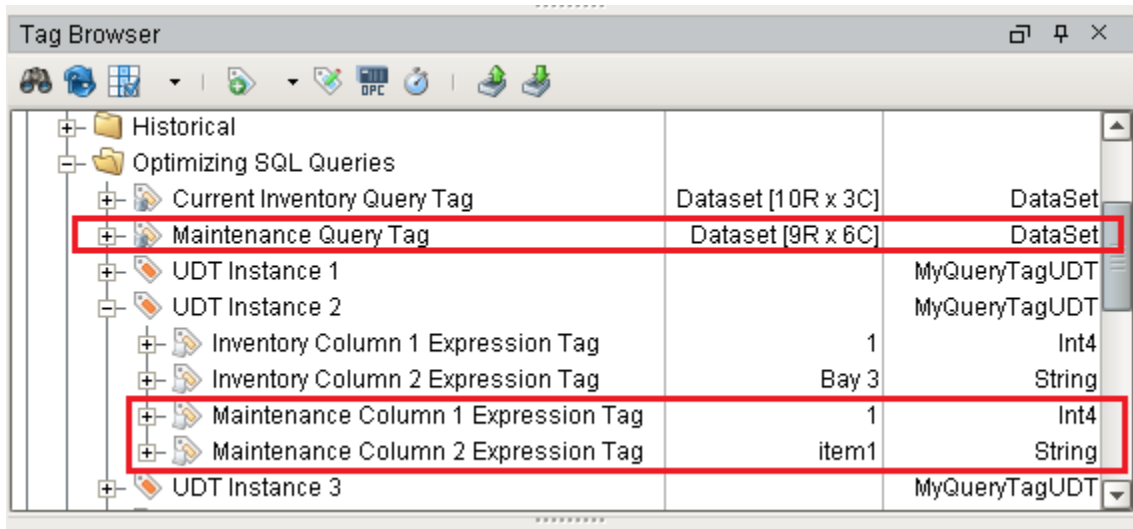 Tag Browser
OPC
Historical
Optimizing SQL Queries
Current Inventory Query Tag Dataset [10R x 3C] DataSet
Maintenance Query Tag Dataset [9R x 6C] DataSet
UDT Instance 1 MyQueryTagUDT
UDT Instance 2 MyQueryTagUDT
Inventory Column 1 Expression Tag 1 Int4
Inventory Column 2 Expression Tag Bay 3 String
Maintenance Column 1 Expression Tag 1 Int4
Maintenance Column 2 Expression Tag item1 String
UDT Instance 3 MyQueryTagUDT